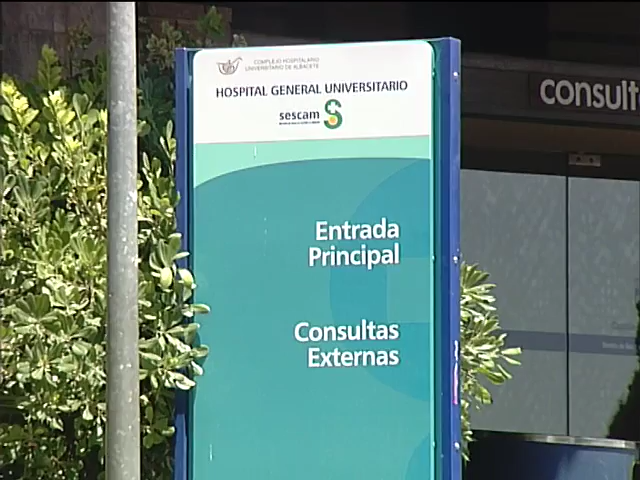 COMPLEJO HOSPITALARIO
UNIVERSITARIO DE ALBACETE
HOSPITAL GENERAL UNIVERSITARIO
sescam
Entrada
Principal
Consultas
Externas
consult